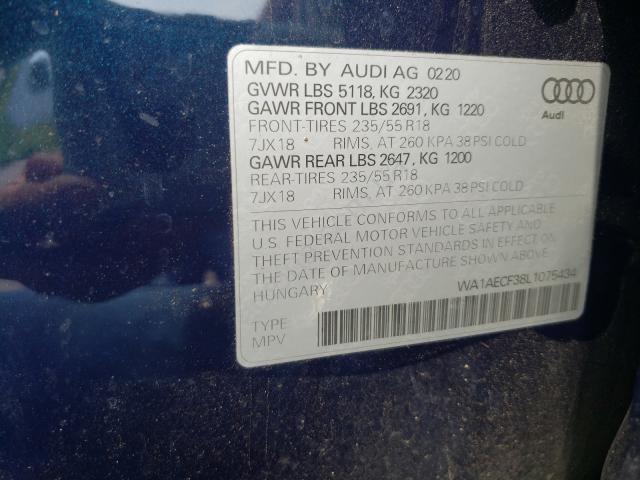 MFD. BY AUDI AG 02 20
GVWR LBS 5118, KG 2320
GAWR FRONT LBS 2691, KG 1220
FRONT-TIRES 235/55 R18
7JX18 RIMS, AT 260 KPA 38 PSI COLD
GAWR REAR LBS 2647, KG 1200
REAR-TIRES 235/55 R18
7JX18 RIMS, AT 260 KPA 38 PSI COLD
Audi
THIS VEHICLE CONFORMS TO ALL APPLICABLE
U.S. FEDERAL MOTOR VEHICLE SAFETY AND
THEFT PREVENTION STANDARDS IN EFFECT ON
THE DATE OF MANUFACTURE SHOWN ABOVE
HUNGARY
WA1AECF38L1075434
TYPE
MPV